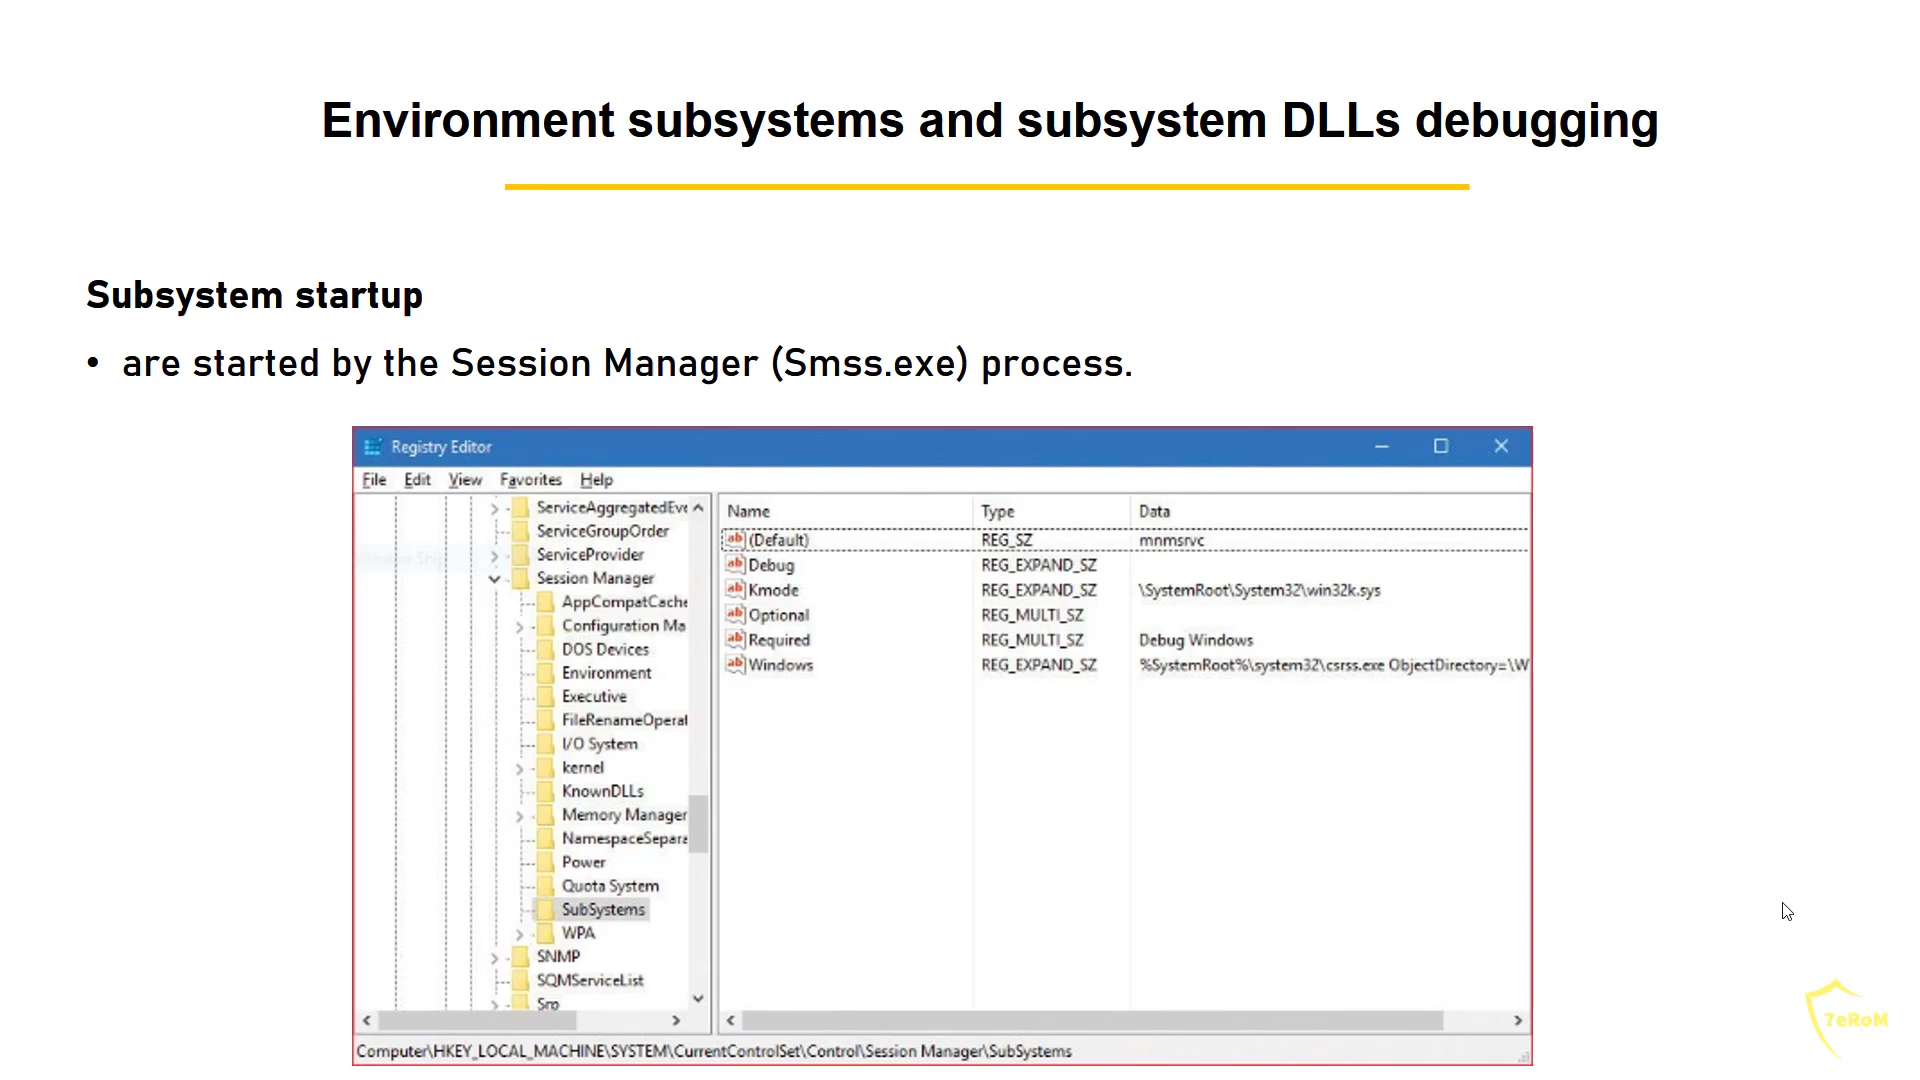 Environment subsystems and subsystem DLLs debugging
Subsystem startup
• are started by the Session Manager (Smss.exe) process.
Registry Editor
File Edit View Favorites Help
ServiceAggregatedEve
ServiceGroupOrder
ServiceProvider
Session Manager
AppCompatCache
Configuration Ma
DOS Devices
Environment
Executive
FileRenameOperat
I/O System
kernel
KnownDLLs
Memory Manager
NamespaceSepara
Power
Quota System
SubSystems
WPA
SNMP
SQMServiceList
Srp
Name Type Data
(Default) REG_SZ mnmsrvc
Debug REG_EXPAND_SZ
Kmode REG_EXPAND_SZ \SystemRoot\System32\win32k.sys
Optional REG_MULTI_SZ
Required REG_MULTI_SZ Debug Windows
Windows REG_EXPAND_SZ %SystemRoot%\system32\csrss.exe ObjectDirectory=\W
Computer\HKEY_LOCAL_MACHINE\SYSTEM\CurrentControlSet\Control\Session Manager\SubSystems
7eRoM